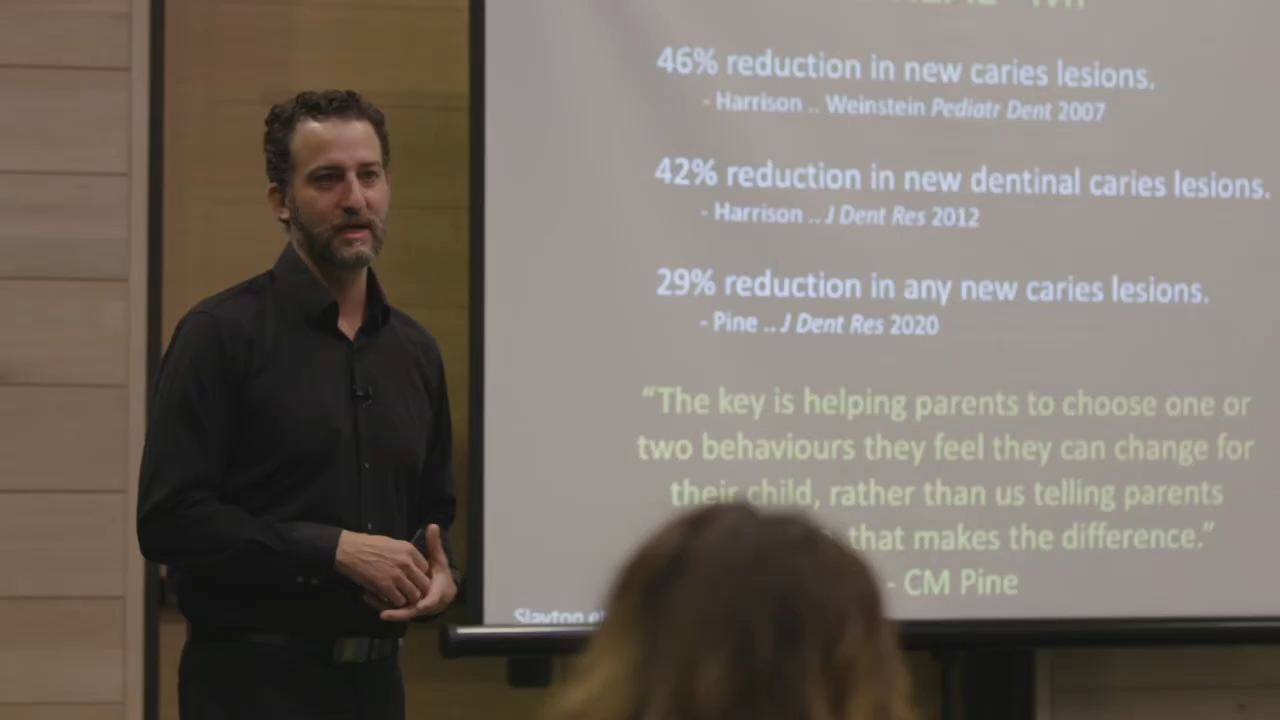 46% reduction in new caries lesions.
- Harrison .. Weinstein Pediatr Dent 2007
42% reduction in new dentinal caries lesions.
- Harrison .. J Dent Res 2012
29% reduction in any new caries lesions.
- Pine .. J Dent Res 2020
“The key is helping parents to choose one or
two behaviours they feel they can change for
their child, rather than us telling parents
that makes the difference.”
- CM Pine
Slayton et